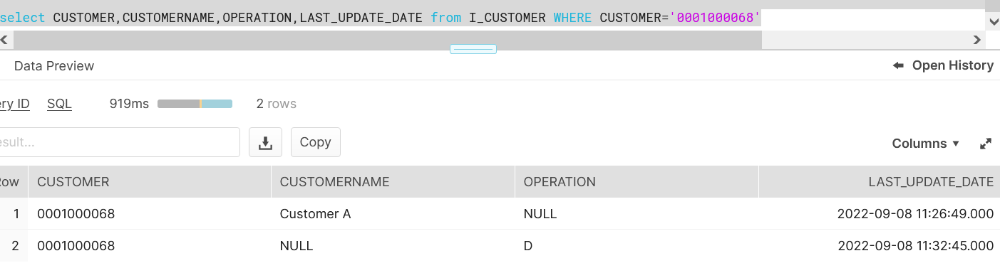 select CUSTOMER,CUSTOMERNAME,OPERATION,LAST_UPDATE_DATE from I_CUSTOMER WHERE CUSTOMER='0001000068'
Data Preview Open History
ery ID SQL 919ms 2 rows
esult... Copy Columns
Row CUSTOMER CUSTOMERNAME OPERATION LAST_UPDATE_DATE
1 0001000068 Customer A NULL 2022-09-08 11:26:49.000
2 0001000068 NULL D 2022-09-08 11:32:45.000